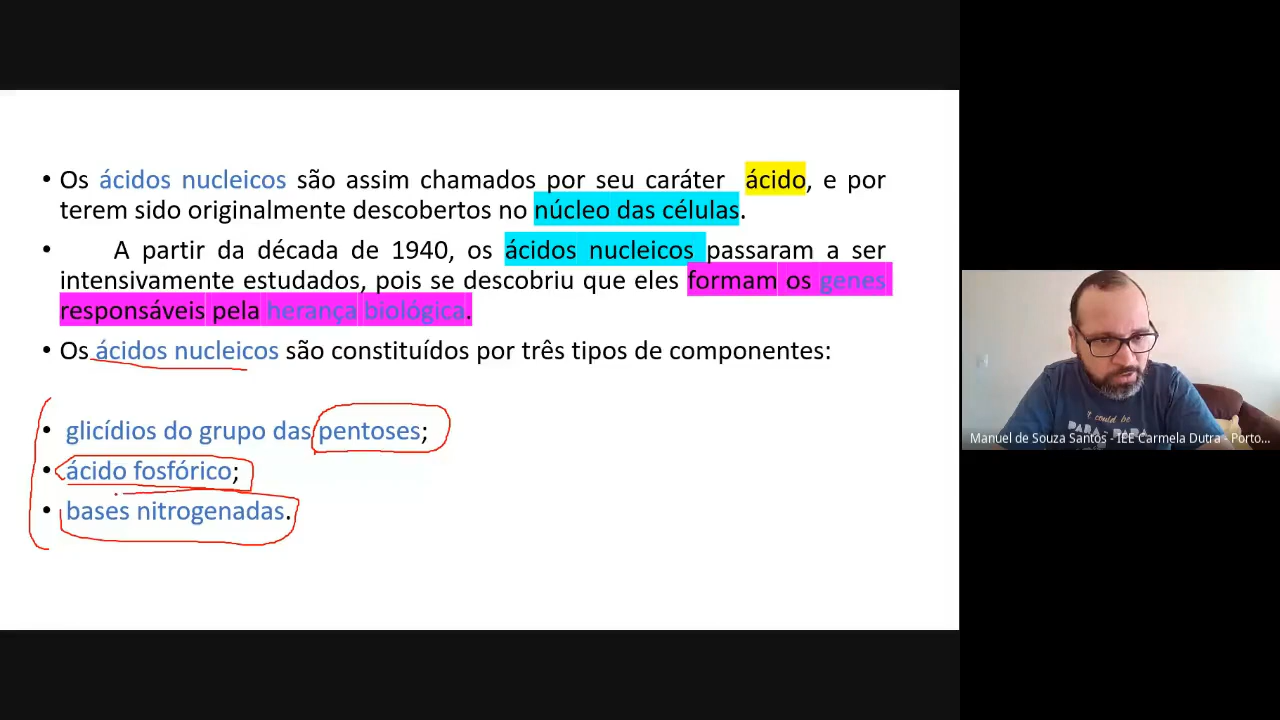 • Os ácidos nucleicos são assim chamados por seu caráter ácido, e por
terem sido originalmente descobertos no núcleo das células.
• A partir da década de 1940, os ácidos nucleicos passaram a ser
intensivamente estudados, pois se descobriu que eles formam os genes
responsáveis pela herança biológica.
• Os ácidos nucleicos são constituídos por três tipos de componentes:
• glicídios do grupo das pentoses;
• ácido fosfórico;
• bases nitrogenadas.
I could be
Manuel de Souza Santos - IEE Carmela Dutra - Porto...